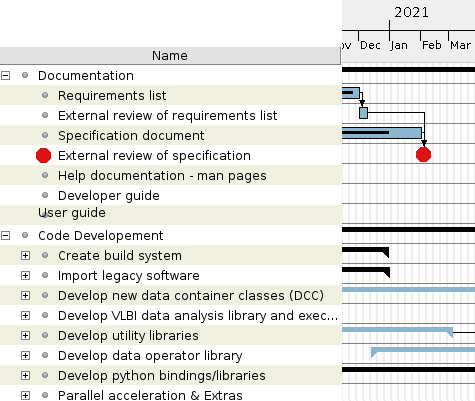 2021
ov Dec Jan Feb Mar
Name
Documentation
Requirements list
External review of requirements list
Specification document
External review of specification
Help documentation - man pages
Developer guide
User guide
Code Developement
Create build system
Import legacy software
Develop new data container classes (DCC)
Develop VLBI data analysis library and exec...
Develop utility libraries
Develop data operator library
Develop python bindings/libraries
Parallel acceleration & Extras